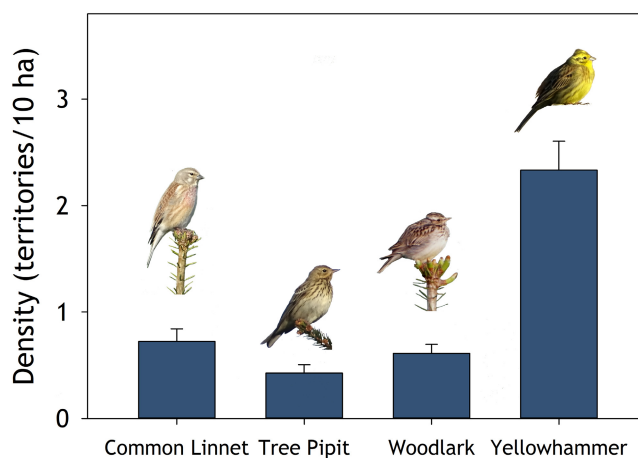 Density (territories/10 ha)
3
2
1
0
Common Linnet Tree Pipit Woodlark Yellowhammer